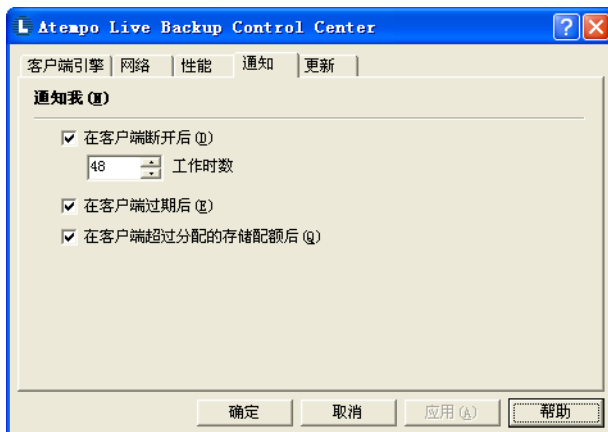 Atempo Live Backup Control Center
客户端引擎 网络 性能 通知 更新
通知我(N)
在客户端断开后(D)
48 工作时数
在客户端过期后(E)
在客户端超过分配的存储配额后(Q)
确定 取消 应用(A) 帮助